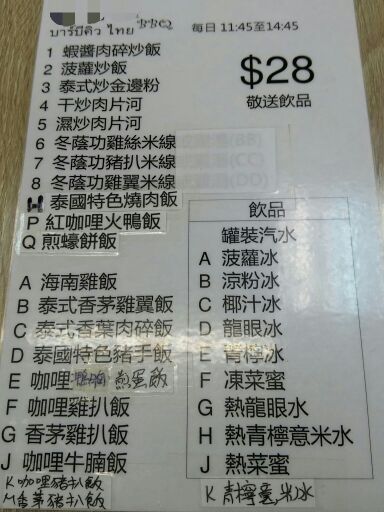 บาร์บีคิว ไทย BBQ
每日 11:45至14:45
1 蝦醬肉碎炒飯
2 菠蘿炒飯
3 泰式炒金邊粉
4 干炒肉片河
5 濕炒肉片河
6 冬蔭功雞絲米線
7 冬蔭功豬扒米線
8 冬蔭功雞翼米線
H 泰國特色燒肉飯
P 紅咖哩火鴨飯
Q 煎蠔餅飯
$28
敬送飲品
A 海南雞飯
B 泰式香茅雞翼飯
C 泰式香葉肉碎飯
D 泰國特色豬手飯
E 咖哩 煎蛋飯
F 咖哩雞扒飯
G 香茅雞扒飯
J 咖哩牛腩飯
K 咖哩豬扒飯
M 香茅豬扒飯
飲品
罐裝汽水
A 菠蘿冰
B 涼粉冰
C 椰汁冰
D 龍眼冰
E 青檸冰
F 凍菜蜜
G 熱龍眼水
H 熱青檸意米水
J 熱菜蜜
K 青檸意米冰